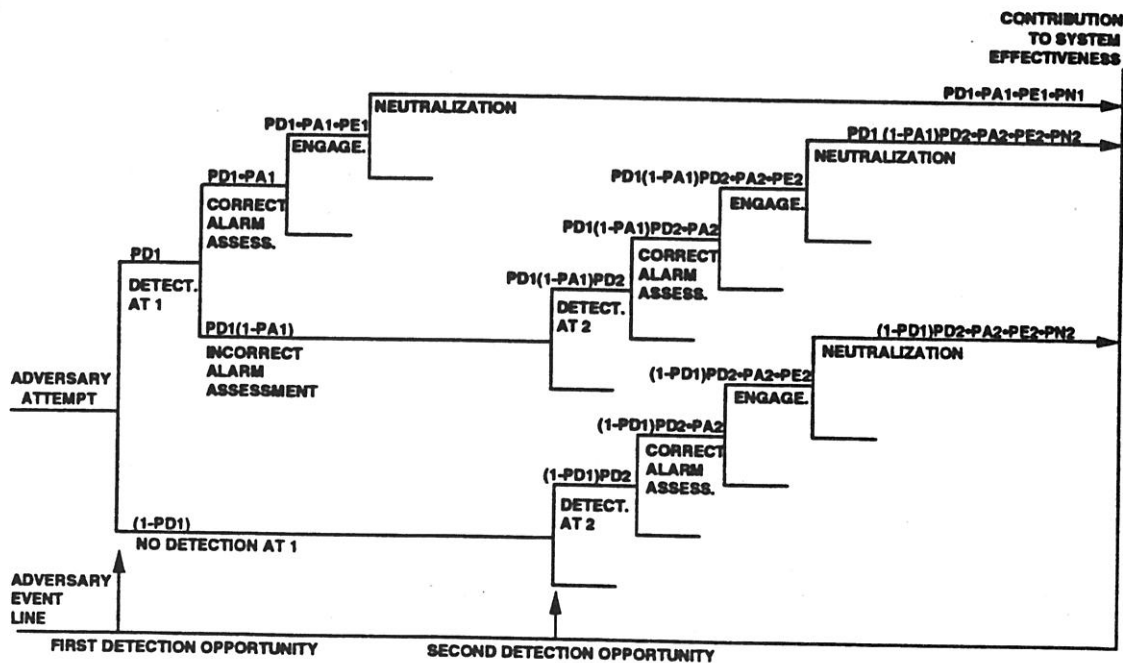 CONTRIBUTION
TO SYSTEM
EFFECTIVENESS
PD1•PA1•PE1•PN1
NEUTRALIZATION
PD1•PA1•PE1
ENGAGE.
PD1 (1-PA1)PD2•PA2•PE2•PN2
NEUTRALIZATION
PD1•PA1
CORRECT
ALARM
ASSESS.
PD1(1-PA1)PD2•PA2•PE2
ENGAGE.
PD1(1-PA1)PD2•PA2
CORRECT
ALARM
ASSESS.
PD1
DETECT.
AT 1
PD1(1-PA1)PD2
DETECT.
AT 2
PD1(1-PA1)
INCORRECT
ALARM
ASSESSMENT
(1-PD1)PD2•PA2•PE2•PN2
NEUTRALIZATION
ADVERSARY
ATTEMPT
(1-PD1)PD2•PA2•PE2
ENGAGE.
(1-PD1)PD2•PA2
CORRECT
ALARM
ASSESS.
(1-PD1)PD2
DETECT.
AT 2
(1-PD1)
NO DETECTION AT 1
ADVERSARY
EVENT
LINE
FIRST DETECTION OPPORTUNITY
SECOND DETECTION OPPORTUNITY